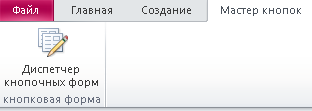 Файл Главная Создание Мастер кнопок
Диспетчер
кнопочных форм
кнопковая форма